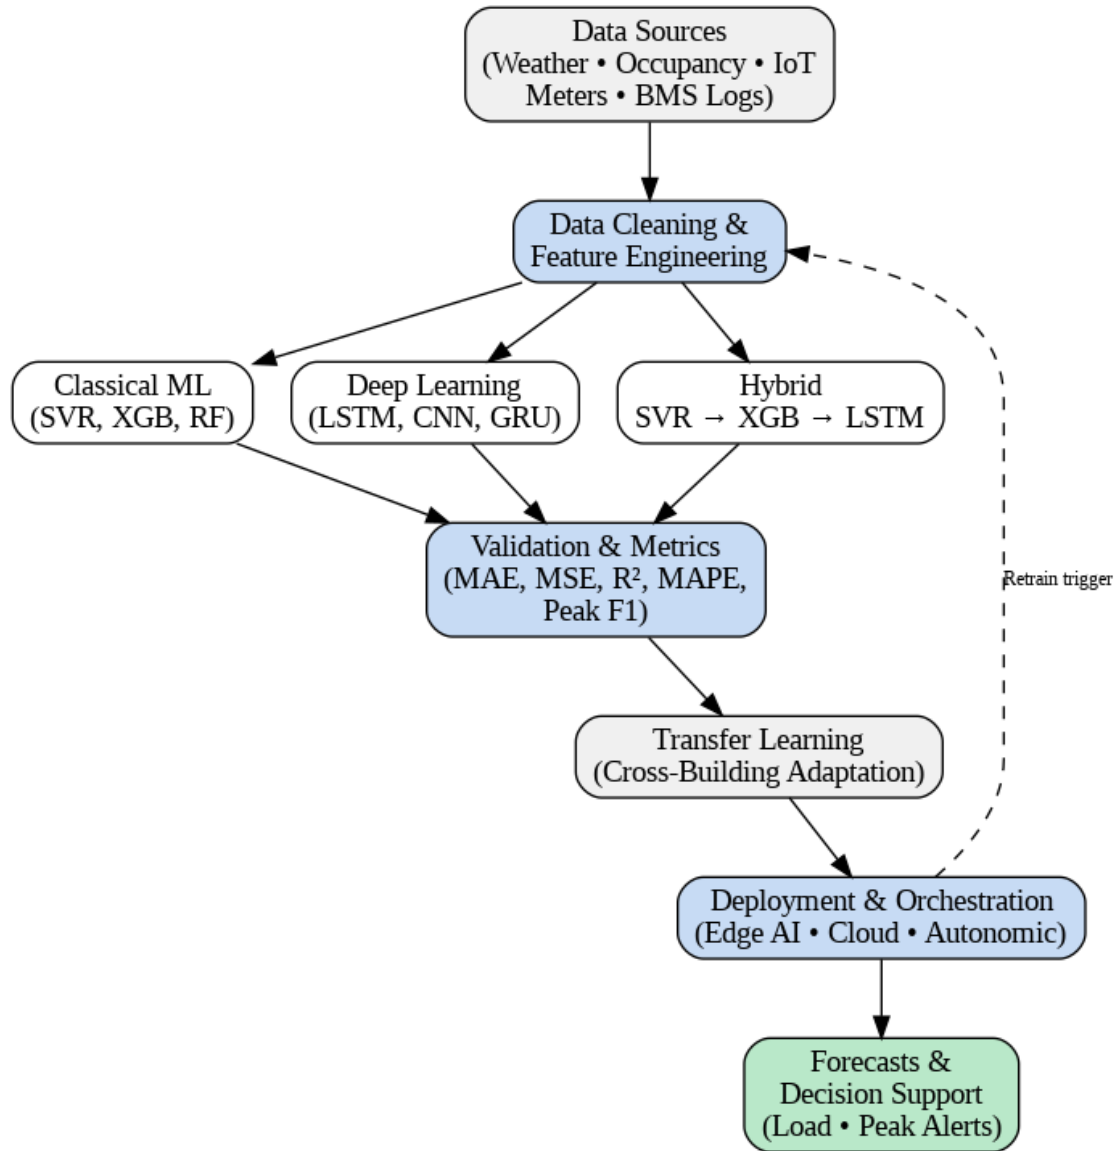 Data Sources
(Weather • Occupancy • IoT
Meters • BMS Logs)
Data Cleaning &
Feature Engineering
Classical ML
(SVR, XGB, RF)
Deep Learning
(LSTM, CNN, GRU)
Hybrid
SVR → XGB → LSTM
Validation & Metrics
(MAE, MSE, R², MAPE,
Peak F1)
Retrain trigger
Transfer Learning
(Cross-Building Adaptation)
Deployment & Orchestration
(Edge AI • Cloud • Autonomic)
Forecasts &
Decision Support
(Load • Peak Alerts)